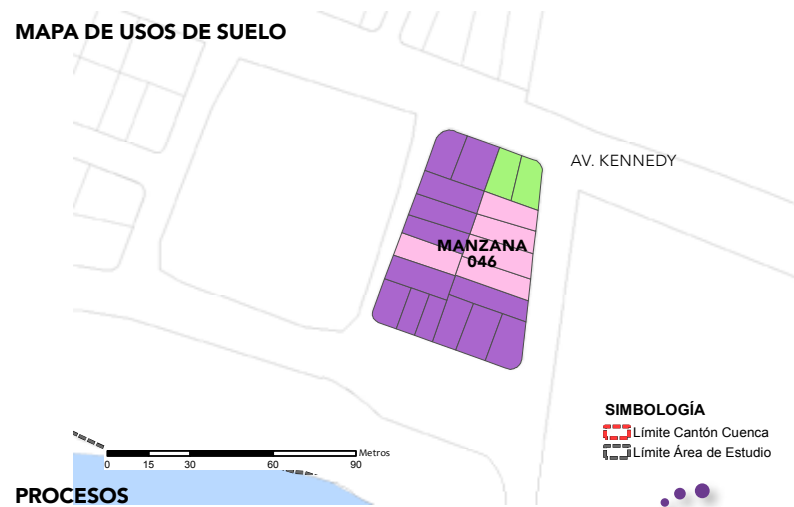 MAPA DE USOS DE SUELO
AV. KENNEDY
MANZANA
046
SIMBOLOGÍA
Límite Cantón Cuenca
Límite Área de Estudio
Metros
0 15 30 60 90
PROCESOS